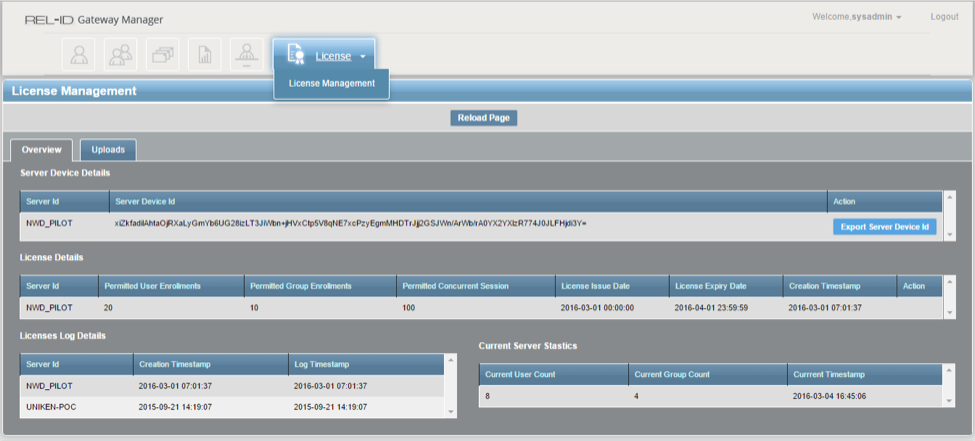 REL-ID Gateway Manager
Welcome,sysadmin
Logout
License
License Management
License Management
Reload Page
Overview Uploads
Server Device Details
Server Id Server Device Id Action
NWD_PILOT Export Server Device Id
License Details
Server Id Permitted User Enrollments Permitted Group Enrollments Permitted Concurrent Session License Issue Date License Expiry Date Creation Timestamp Action
NWD_PILOT 20 10 100 2016-03-01 00:00:00 2016-04-01 23:59:59 2016-03-01 07:01:37
Licenses Log Details
Server Id Creation Timestamp Log Timestamp
NWD_PILOT 2016-03-01 07:01:37 2016-03-01 07:01:37
UNIKEN-POC 2015-09-21 14:19:07 2015-09-21 14:19:07
Current Server Stastics
Current User Count Current Group Count Currrent Timestamp
8 4 2016-03-04 16:45:06